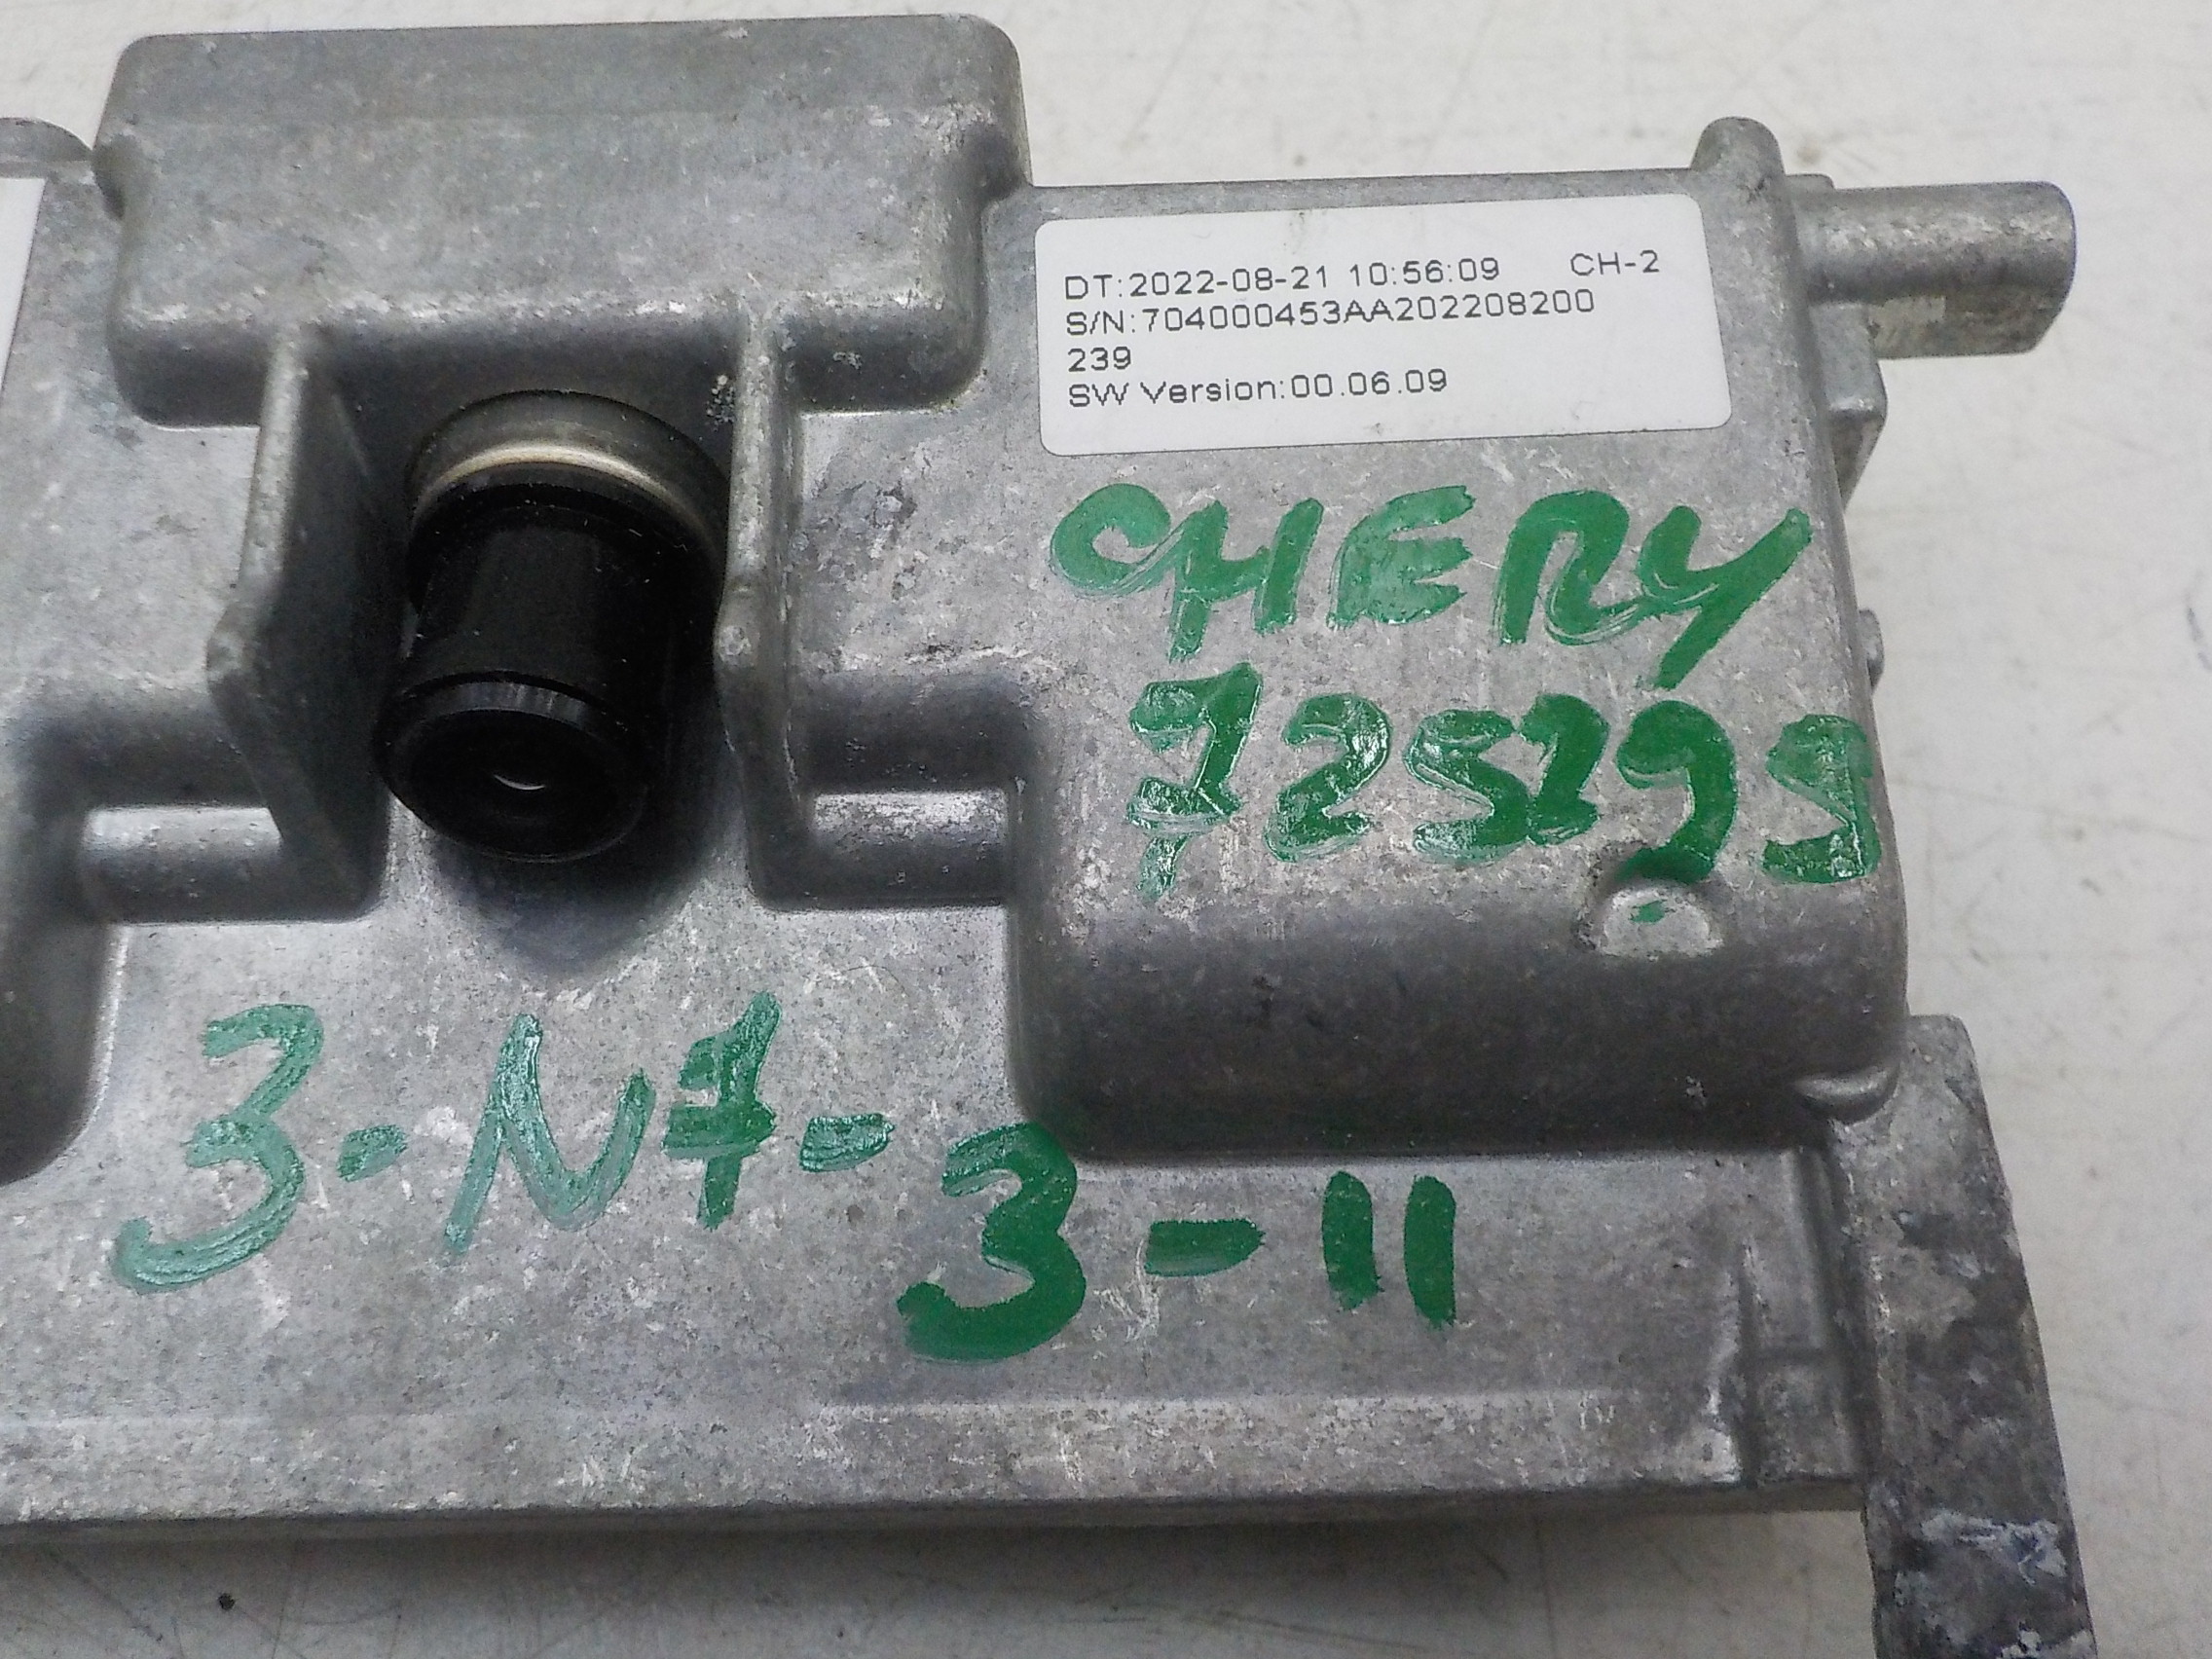 DT:2022-08-21 10:56:09 CH-2
S/N:704000453AA202208200
239
SW Version:00.06.09
CHERY
3-N7-3-11